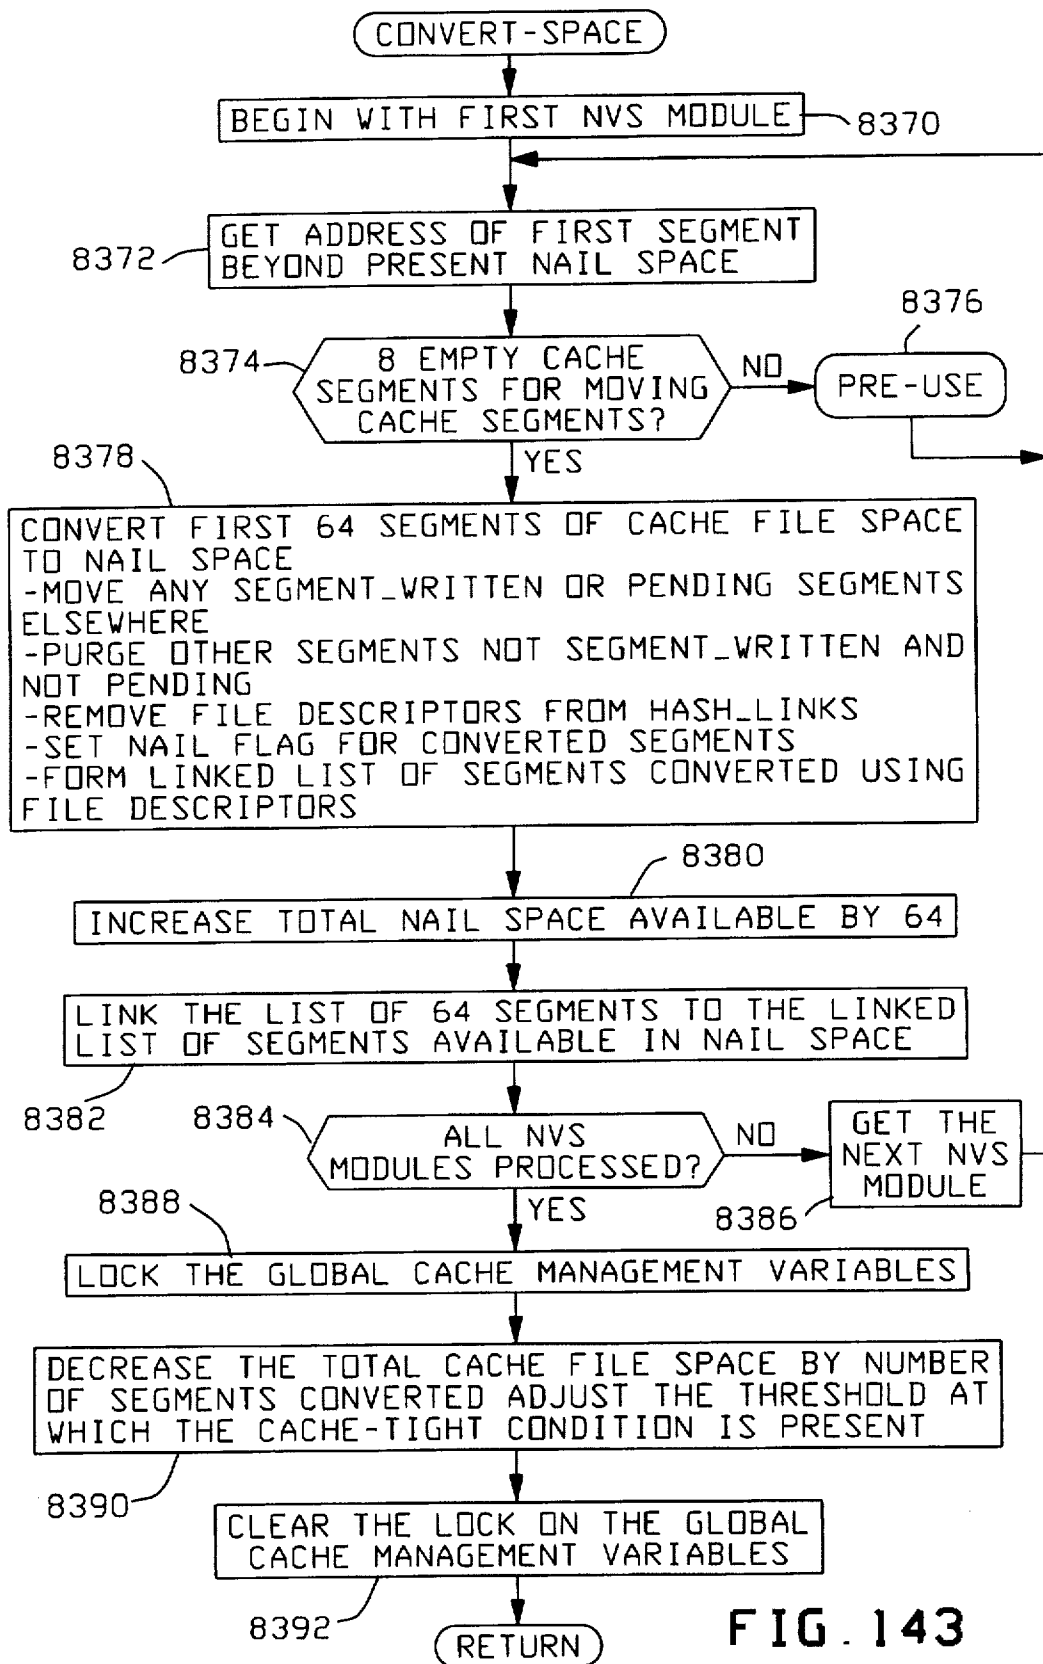 CONVERT-SPACE
BEGIN WITH FIRST NVS MODULE
8370
GET ADDRESS OF FIRST SEGMENT
BEYOND PRESENT NAIL SPACE
8372
8374
8 EMPTY CACHE
SEGMENTS FOR MOVING
CACHE SEGMENTS?
NO
8376
PRE-USE
YES
8378
CONVERT FIRST 64 SEGMENTS OF CACHE FILE SPACE
TO NAIL SPACE
-MOVE ANY SEGMENT_WRITTEN OR PENDING SEGMENTS
ELSEWHERE
-PURGE OTHER SEGMENTS NOT SEGMENT_WRITTEN AND
NOT PENDING
-REMOVE FILE DESCRIPTORS FROM HASH_LINKS
-SET NAIL FLAG FOR CONVERTED SEGMENTS
-FORM LINKED LIST OF SEGMENTS CONVERTED USING
FILE DESCRIPTORS
8380
INCREASE TOTAL NAIL SPACE AVAILABLE BY 64
LINK THE LIST OF 64 SEGMENTS TO THE LINKED
LIST OF SEGMENTS AVAILABLE IN NAIL SPACE
8382
8384
ALL NVS
MODULES PROCESSED?
NO
GET THE
NEXT NVS
MODULE
8386
YES
8388
LOCK THE GLOBAL CACHE MANAGEMENT VARIABLES
DECREASE THE TOTAL CACHE FILE SPACE BY NUMBER
OF SEGMENTS CONVERTED ADJUST THE THRESHOLD AT
WHICH THE CACHE-TIGHT CONDITION IS PRESENT
8390
CLEAR THE LOCK ON THE GLOBAL
CACHE MANAGEMENT VARIABLES
8392
RETURN
FIG. 143